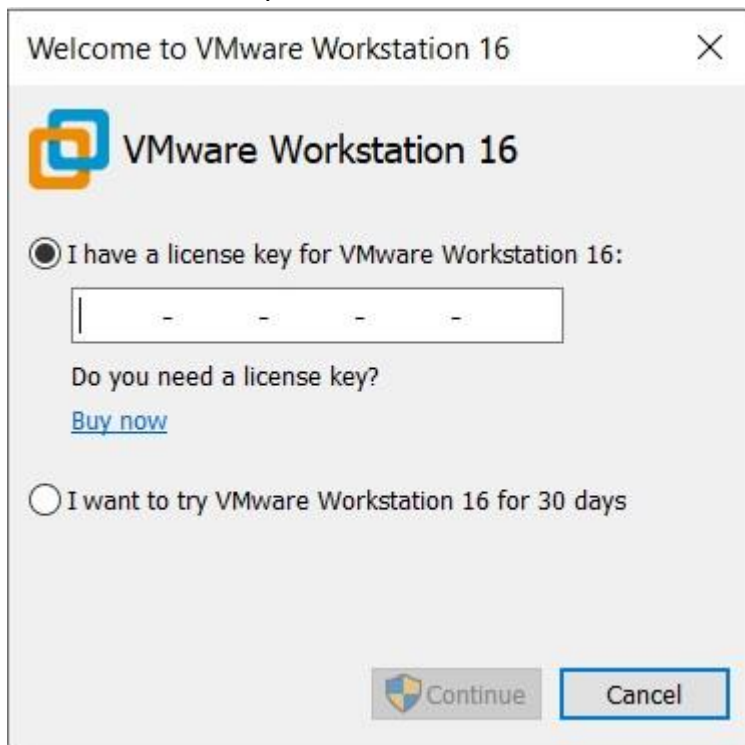 Welcome to VMware Workstation 16
VMware Workstation 16
I have a license key for VMware Workstation 16:
- - - -
Do you need a license key?
Buy now
I want to try VMware Workstation 16 for 30 days
Continue Cancel